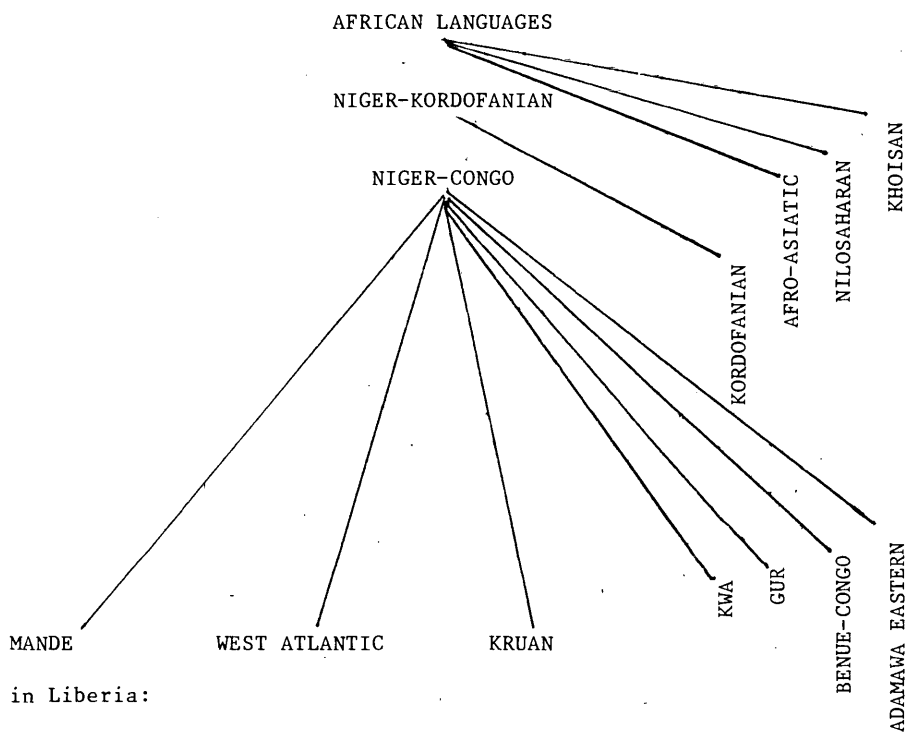 AFRICAN LANGUAGES
NIGER-KORDOFANIAN
KHOISAN
NILOSAHARAN
AFRO-ASIATIC
NIGER-CONGO
KORDOFANIAN
KWA
GUR
BENUE-CONGO
ADAMAWA EASTERN
MANDE
WEST ATLANTIC
KRUAN
in Liberia: